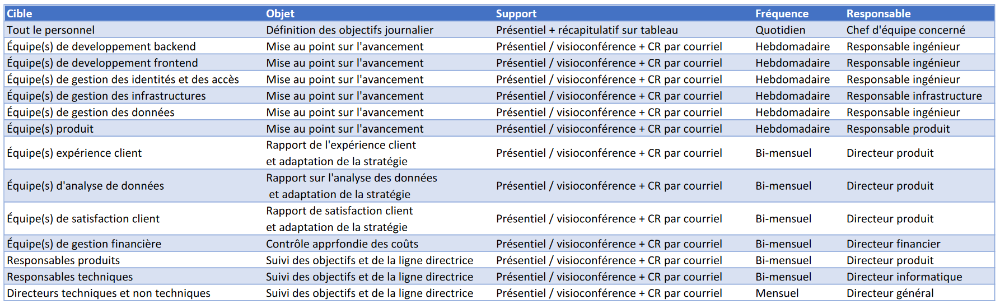 Cible Objet Support Fréquence Responsable
Tout le personnel Définition des objectifs journalier Présentiel + récapitulatif sur tableau Quotidien Chef d'équipe concerné
Équipe(s) de developpement backend Mise au point sur l'avancement Présentiel / visioconférence + CR par courriel Hebdomadaire Responsable ingénieur
Équipe(s) de developpement frontend Mise au point sur l'avancement Présentiel / visioconférence + CR par courriel Hebdomadaire Responsable ingénieur
Équipe(s) de gestion des identités et des accès Mise au point sur l'avancement Présentiel / visioconférence + CR par courriel Hebdomadaire Responsable ingénieur
Équipe(s) de gestion des infrastructures Mise au point sur l'avancement Présentiel / visioconférence + CR par courriel Hebdomadaire Responsable infrastructure
Équipe(s) de gestion des données Mise au point sur l'avancement Présentiel / visioconférence + CR par courriel Hebdomadaire Responsable ingénieur
Équipe(s) produit Mise au point sur l'avancement Présentiel / visioconférence + CR par courriel Hebdomadaire Responsable produit
Équipe(s) expérience client Rapport de l'expérience client
et adaptation de la stratégie Présentiel / visioconférence + CR par courriel Bi-mensuel Directeur produit
Équipe(s) d'analyse de données Rapport sur l'analyse des données
et adaptation de la stratégie Présentiel / visioconférence + CR par courriel Bi-mensuel Directeur produit
Équipe(s) de satisfaction client Rapport de satisfaction client
et adaptation de la stratégie Présentiel / visioconférence + CR par courriel Bi-mensuel Directeur produit
Équipe(s) de gestion financière Contrôle apprfondie des coûts Présentiel / visioconférence + CR par courriel Bi-mensuel Directeur financier
Responsables produits Suivi des objectifs et de la ligne directrice Présentiel / visioconférence + CR par courriel Bi-mensuel Directeur produit
Responsables techniques Suivi des objectifs et de la ligne directrice Présentiel / visioconférence + CR par courriel Bi-mensuel Directeur informatique
Directeurs techniques et non techniques Suivi des objectifs et de la ligne directrice Présentiel / visioconférence + CR par courriel Mensuel Directeur général